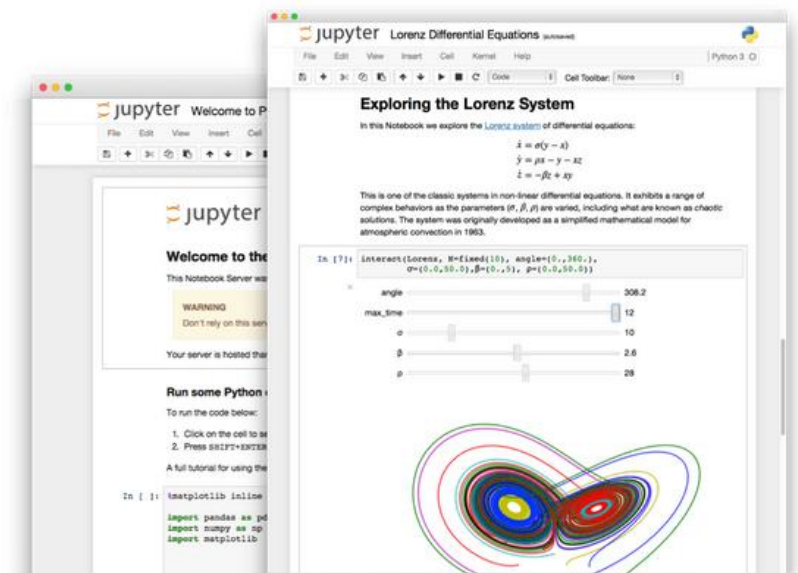 jupyter Lorenz Differential Equations (autosaved)
File Edit View Insert Cell Kernel Help Python 3
Code Cell Toolbar: None
Exploring the Lorenz System
In this Notebook we explore the Lorenz system of differential equations:
ẋ = σ(y − x)
ẏ = ρx − y − xz
ż = −βz + xy
This is one of the classic systems in non-linear differential equations. It exhibits a range of
complex behaviors as the parameters (σ, β, ρ) are varied, including what are known as chaotic
solutions. The system was originally developed as a simplified mathematical model for
atmospheric convection in 1963.
In [7]: interact(Lorenz, N=fixed(10), angle=(0.,360.),
σ=(0.0,50.0),β=(0.,5), ρ=(0.0,50.0))
angle 308.2
max_time 12
σ 10
β 2.6
ρ 28
jupyter Welcome to P
File Edit View Insert Cell
jupyter
Welcome to the
This Notebook Server was
WARNING
Don't rely on this serv
Your server is hosted than
Run some Python
To run the code below:
1. Click on the cell to se
2. Press SHIFT+ENTER
A full tutorial for using the
In [ ]: %matplotlib inline
import pandas as pd
import numpy as np
import matplotlib